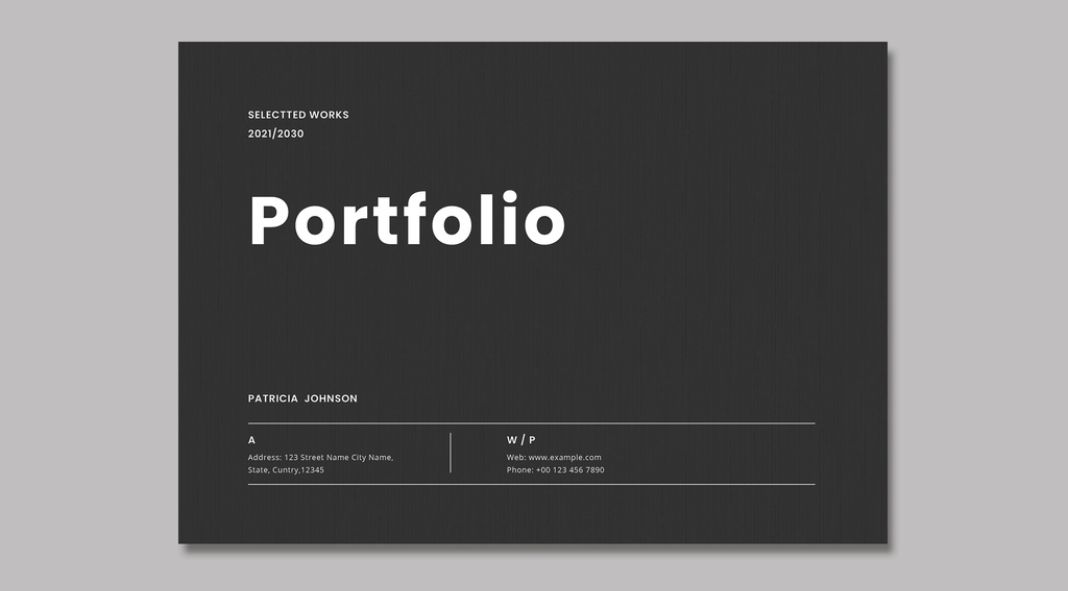 SELECTTED WORKS
2021/2030
Portfolio
PATRICIA JOHNSON
A
Address: 123 Street Name City Name,
State, Cuntry,12345
W / P
Web: www.example.com
Phone: +00 123 456 7890